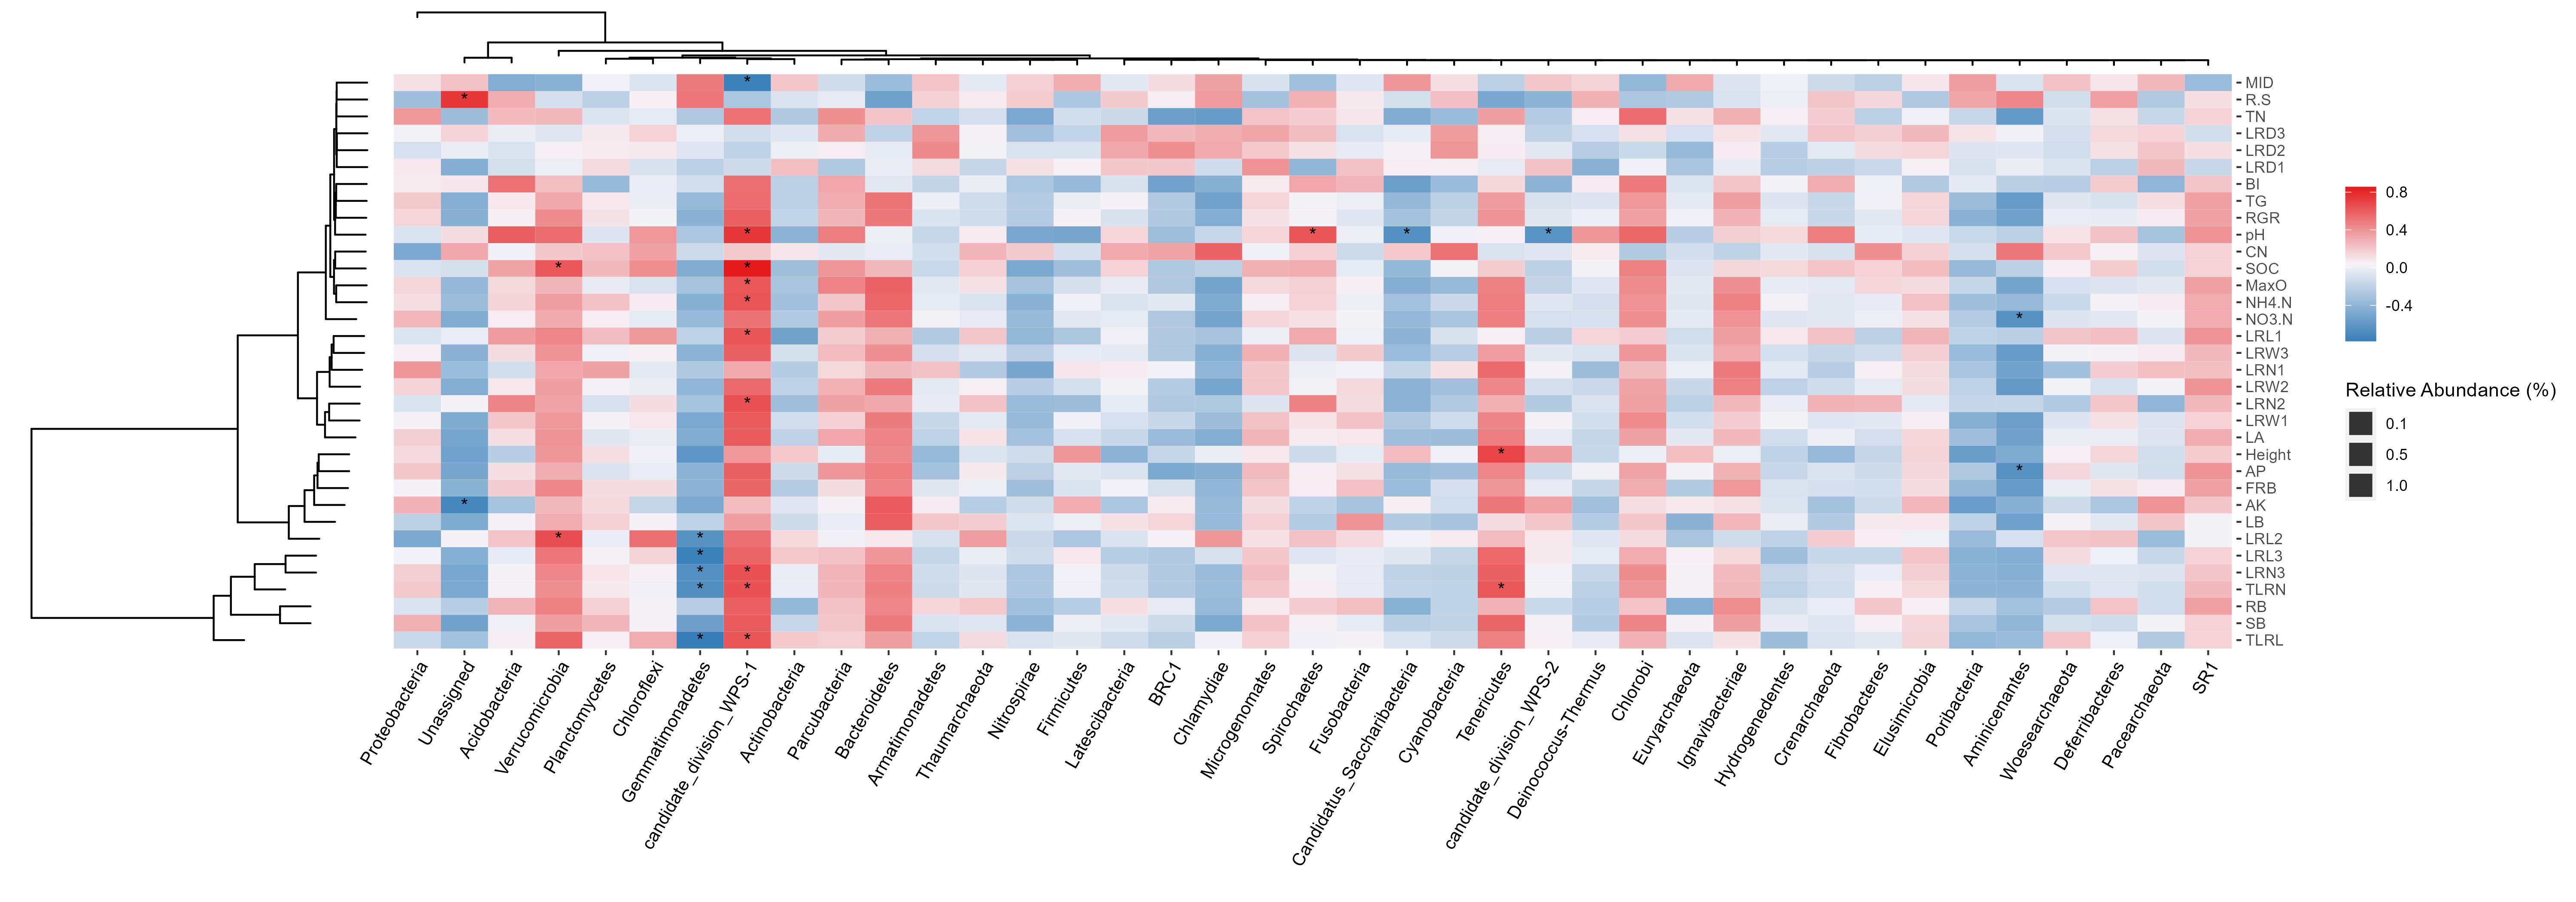 MID
R.S
TN
LRD3
LRD2
LRD1
BI
TG
RGR
pH
CN
SOC
MaxO
NH4.N
NO3.N
LRL1
LRW3
LRN1
LRW2
LRN2
LRW1
LA
Height
AP
FRB
AK
LB
LRL2
LRL3
LRN3
TLRN
RB
SB
TLRL
Proteobacteria
Unassigned
Acidobacteria
Verrucomicrobia
Planctomycetes
Chloroflexi
Gemmatimonadetes
candidate_division_WPS-1
Actinobacteria
Parcubacteria
Bacteroidetes
Armatimonadetes
Thaumarchaeota
Nitrospirae
Firmicutes
Latescibacteria
BRC1
Chlamydiae
Microgenomates
Spirochaetes
Fusobacteria
Candidatus_Saccharibacteria
Cyanobacteria
Tenericutes
candidate_division_WPS-2
Deinococcus-Thermus
Chlorobi
Euryarchaeota
Ignavibacteriae
Hydrogenedentes
Crenarchaeota
Fibrobacteres
Elusimicrobia
Poribacteria
Aminicenantes
Woesearchaeota
Deferribacteres
Pacearchaeota
SR1
0.8
0.4
0.0
-0.4
Relative Abundance (%)
0.1
0.5
1.0